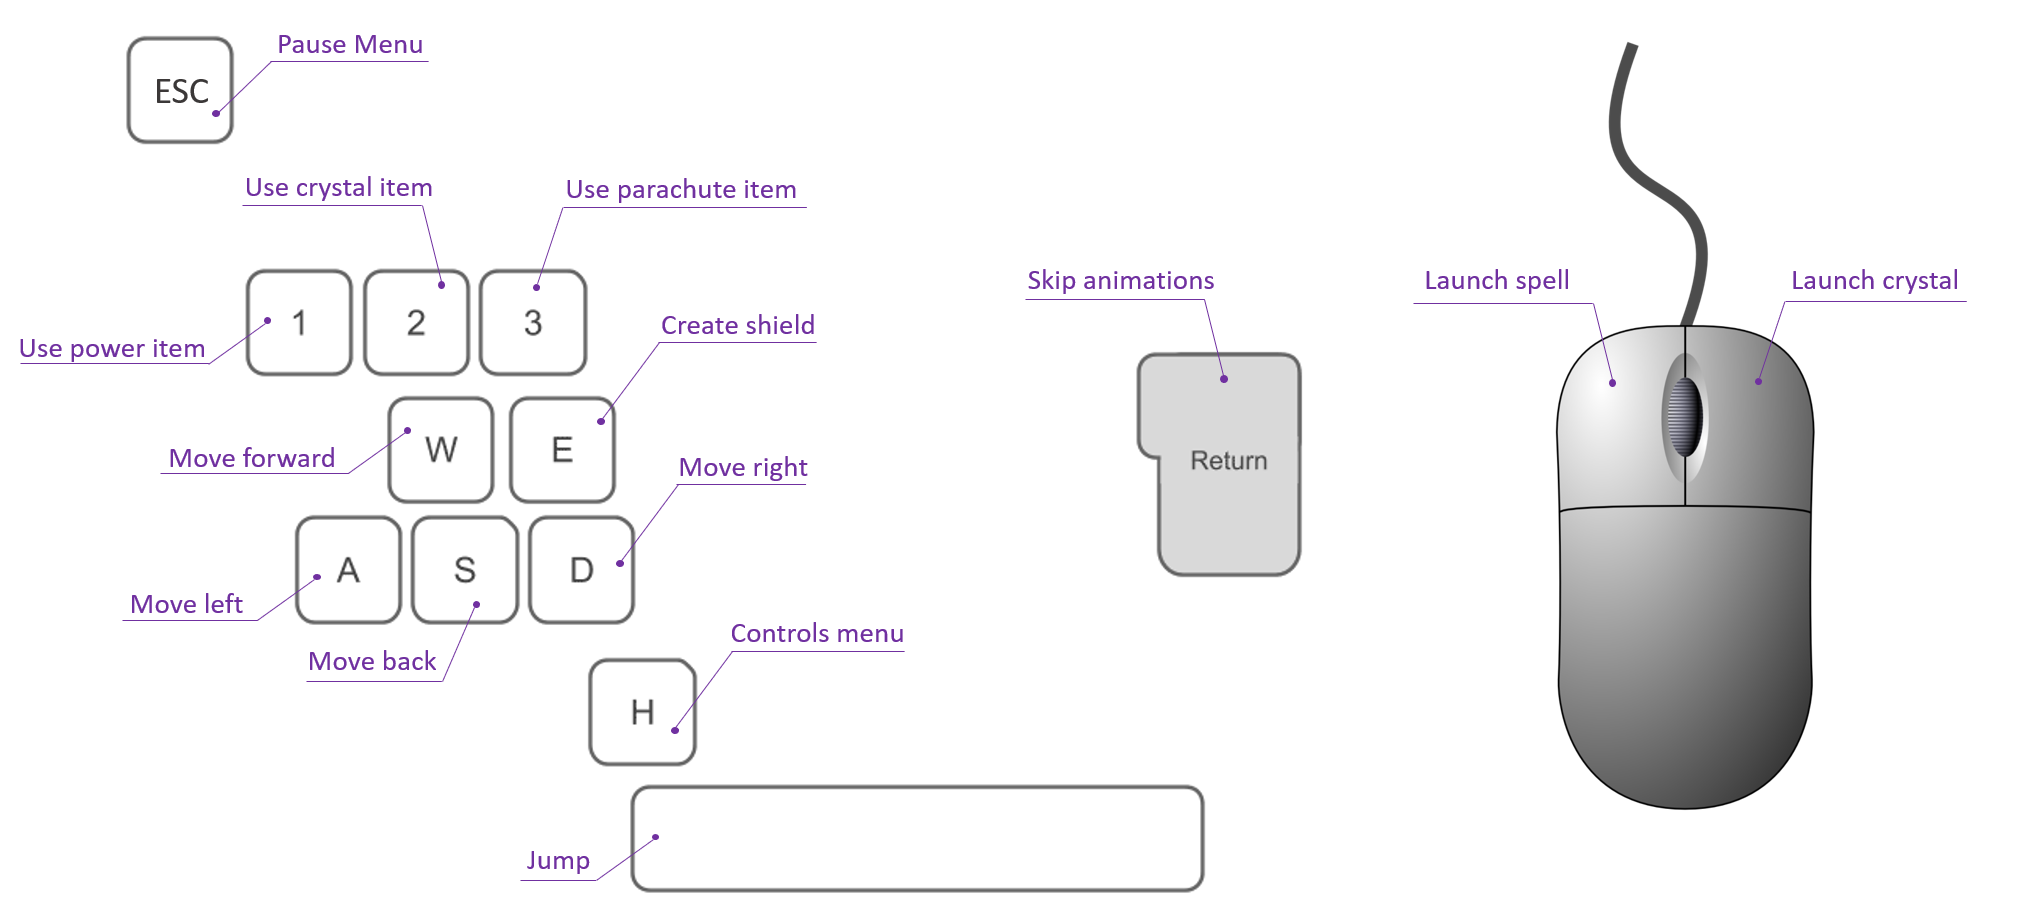 Pause Menu
ESC
Use crystal item
Use parachute item
1
2
3
Use power item
Create shield
W
E
Move forward
Move right
A
S
D
Move left
Move back
Controls menu
H
Jump
Skip animations
Return
Launch spell
Launch crystal